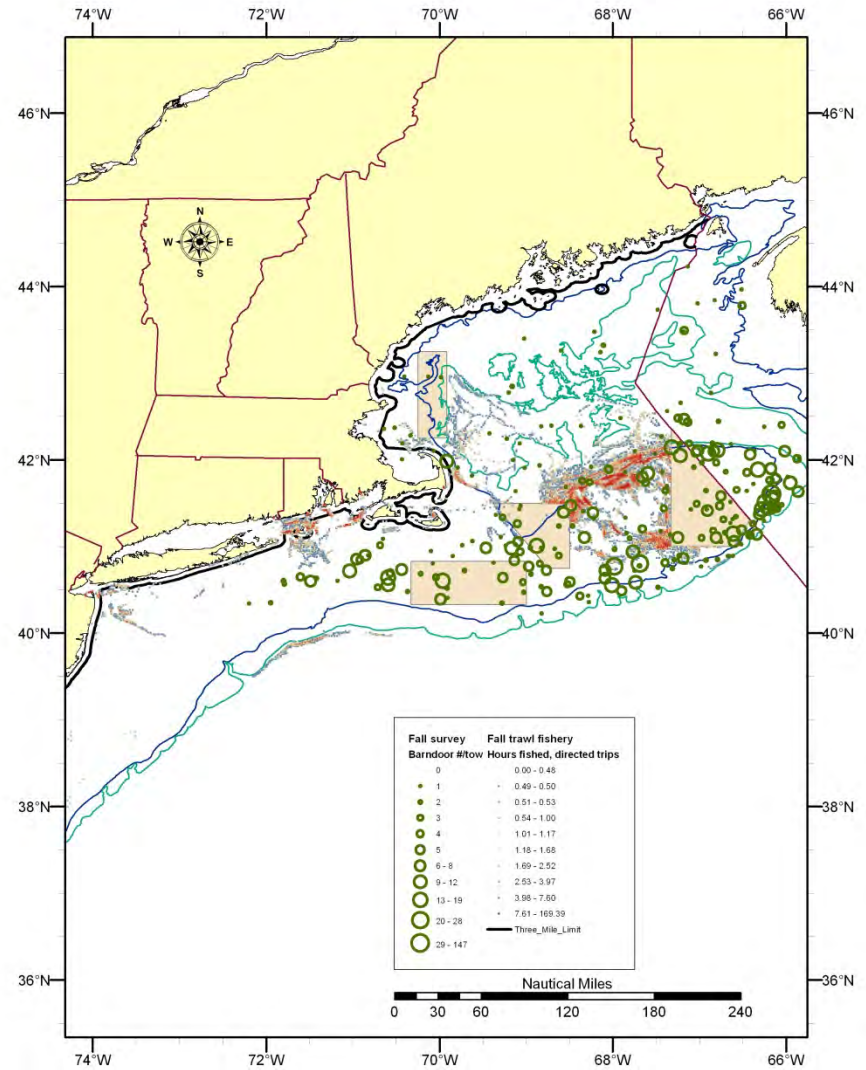 74°W 72°W 70°W 68°W 66°W
46°N 46°N
N
W E
S
44°N 44°N
42°N 42°N
40°N 40°N
Fall survey Fall trawl fishery
Barndoor #/tow Hours fished, directed trips
0 0.00 - 0.48
1 0.49 - 0.50
2 0.51 - 0.53
3 0.54 - 1.00
4 1.01 - 1.17
5 1.18 - 1.68
6 - 8 1.69 - 2.52
9 - 12 2.53 - 3.97
13 - 19 3.98 - 7.60
20 - 28 7.61 - 169.39
29 - 147 Three_Mile_Limit
38°N 38°N
36°N 36°N
Nautical Miles
0 30 60 120 180 240
74°W 72°W 70°W 68°W 66°W